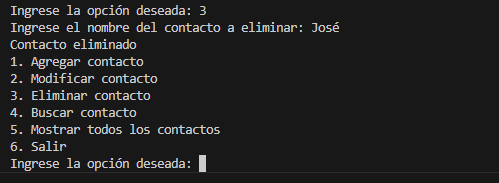 Ingrese la opción deseada: 3
Ingrese el nombre del contacto a eliminar: José
Contacto eliminado
1. Agregar contacto
2. Modificar contacto
3. Eliminar contacto
4. Buscar contacto
5. Mostrar todos los contactos
6. Salir
Ingrese la opción deseada: